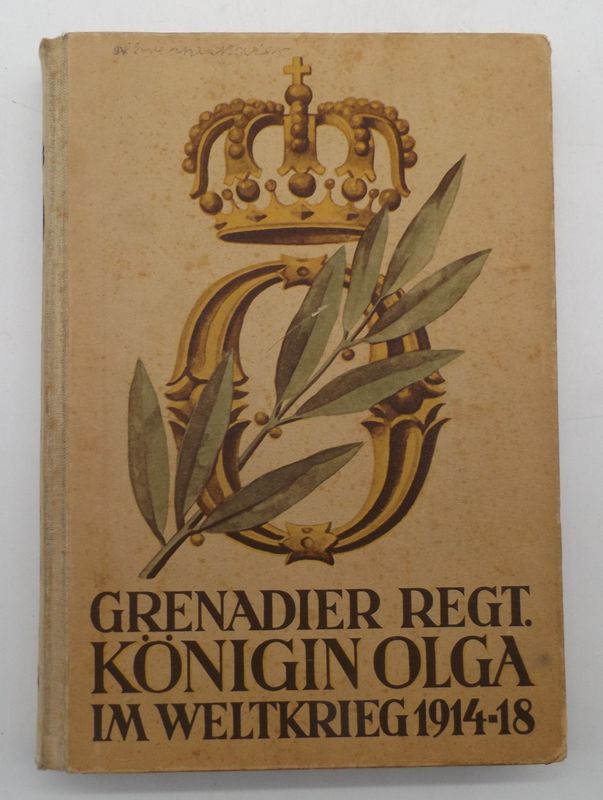 GRENADIER REGT.
KÖNIGIN OLGA
IM WELTKRIEG 1914-18